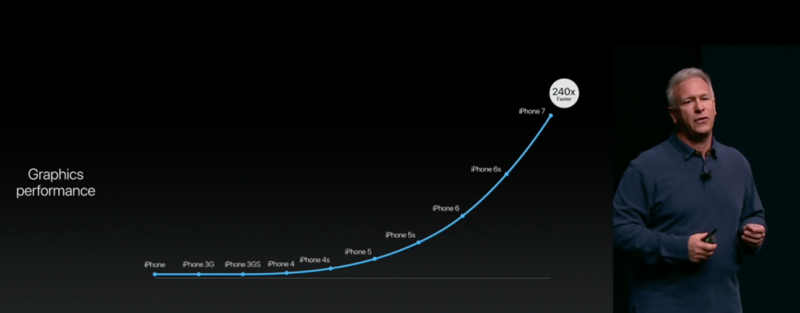 Graphics
performance
iPhone
iPhone 3G
iPhone 3GS
iPhone 4
iPhone 4s
iPhone 5
iPhone 5s
iPhone 6
iPhone 6s
iPhone 7
240x
Faster